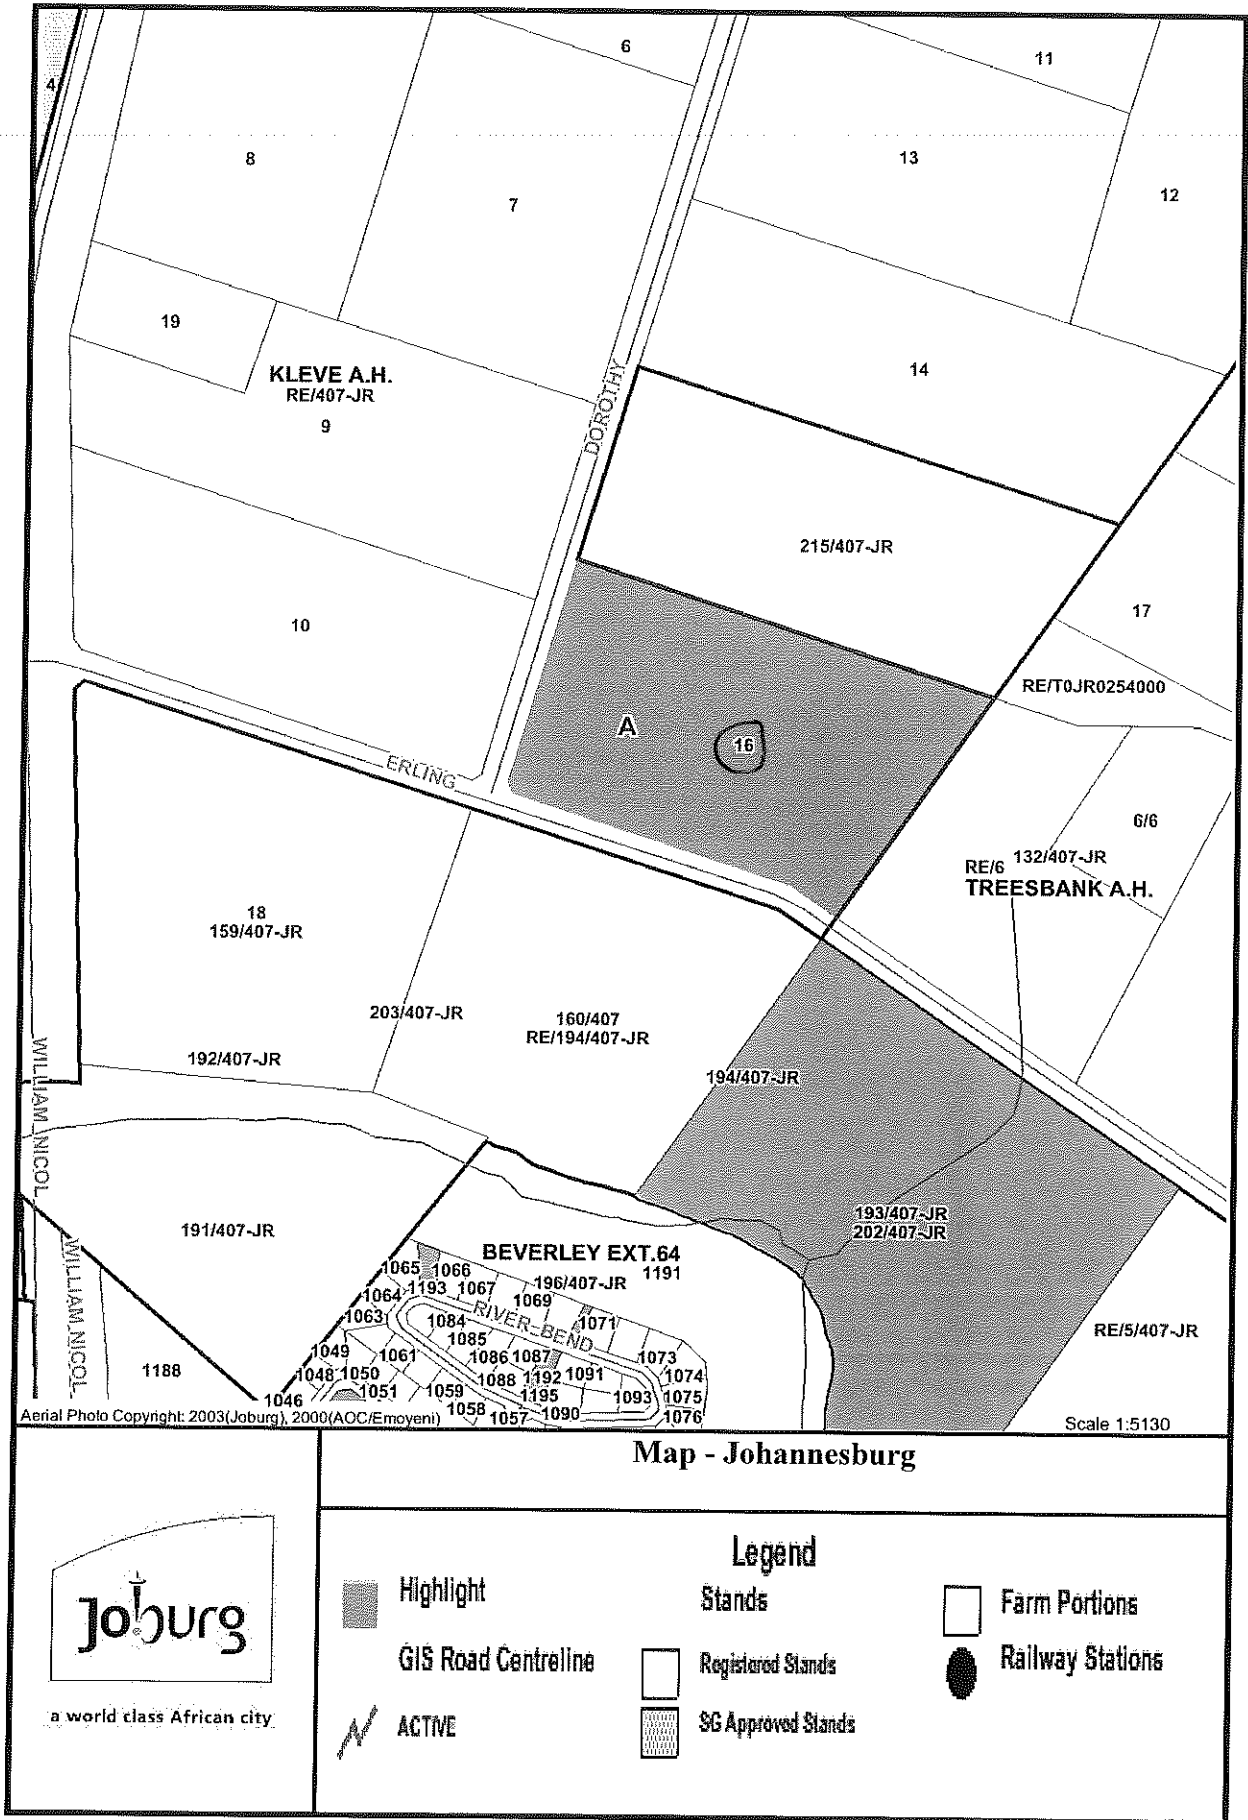 6
11
4
8
13
7
12
19
KLEVE A.H.
RE/407-JR
9
DOROTHY
14
215/407-JR
10
17
RE/T0JR0254000
A
16
ERLING
6/6
RE/6 132/407-JR
TREESBANK A.H.
18
159/407-JR
203/407-JR
160/407
RE/194/407-JR
192/407-JR
194/407-JR
WILLIAM NICOL
191/407-JR
193/407-JR
202/407-JR
WILLIAM NICOL
BEVERLEY EXT.64
1191
196/407-JR
1065 1066
1193 1067
1064
1069
1063
RIVER-BEND
1071
1084
1085
RE/5/407-JR
1049
1061
1086 1087
1073
1188
1048 1050
1088 1192 1091
1074
1051
1059
1195
1093 1075
1046
1058
1057
1090
1076
Aerial Photo Copyright: 2003(Joburg), 2000(AOC/Emoyeni)
Scale 1:5130
Map - Johannesburg
Legend
Highlight
Stands
Farm Portions
GIS Road Centreline
Registered Stands
Railway Stations
ACTIVE
SG Approved Stands
Joburg
a world class African city